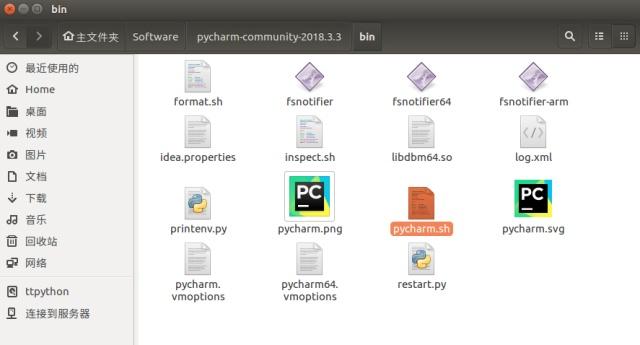 bin
主文件夹 Software pycharm-community-2018.3.3 bin
最近使用的
Home
桌面
视频
图片
文档
下载
音乐
回收站
网络
ttpython
连接到服务器
format.sh fsnotifier fsnotifier64 fsnotifier-arm
idea.properties inspect.sh libdbm64.so log.xml
PC PC
printenv.py pycharm.png pycharm.sh pycharm.svg
pycharm. pycharm64. restart.py
vmoptions vmoptions